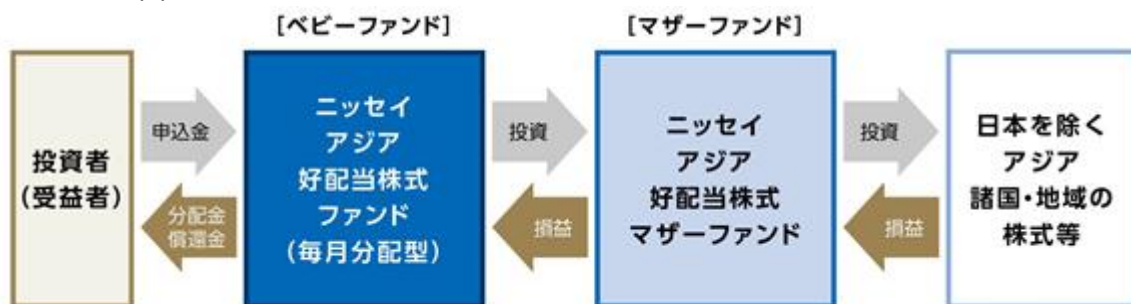 [ベビーファンド]
[マザーファンド]
投資者
(受益者)
申込金
分配金
償還金
ニッセイ
アジア
好配当株式
ファンド
(毎月分配型)
投資
損益
ニッセイ
アジア
好配当株式
マザーファンド
投資
損益
日本を除く
アジア
諸国・地域の
株式等